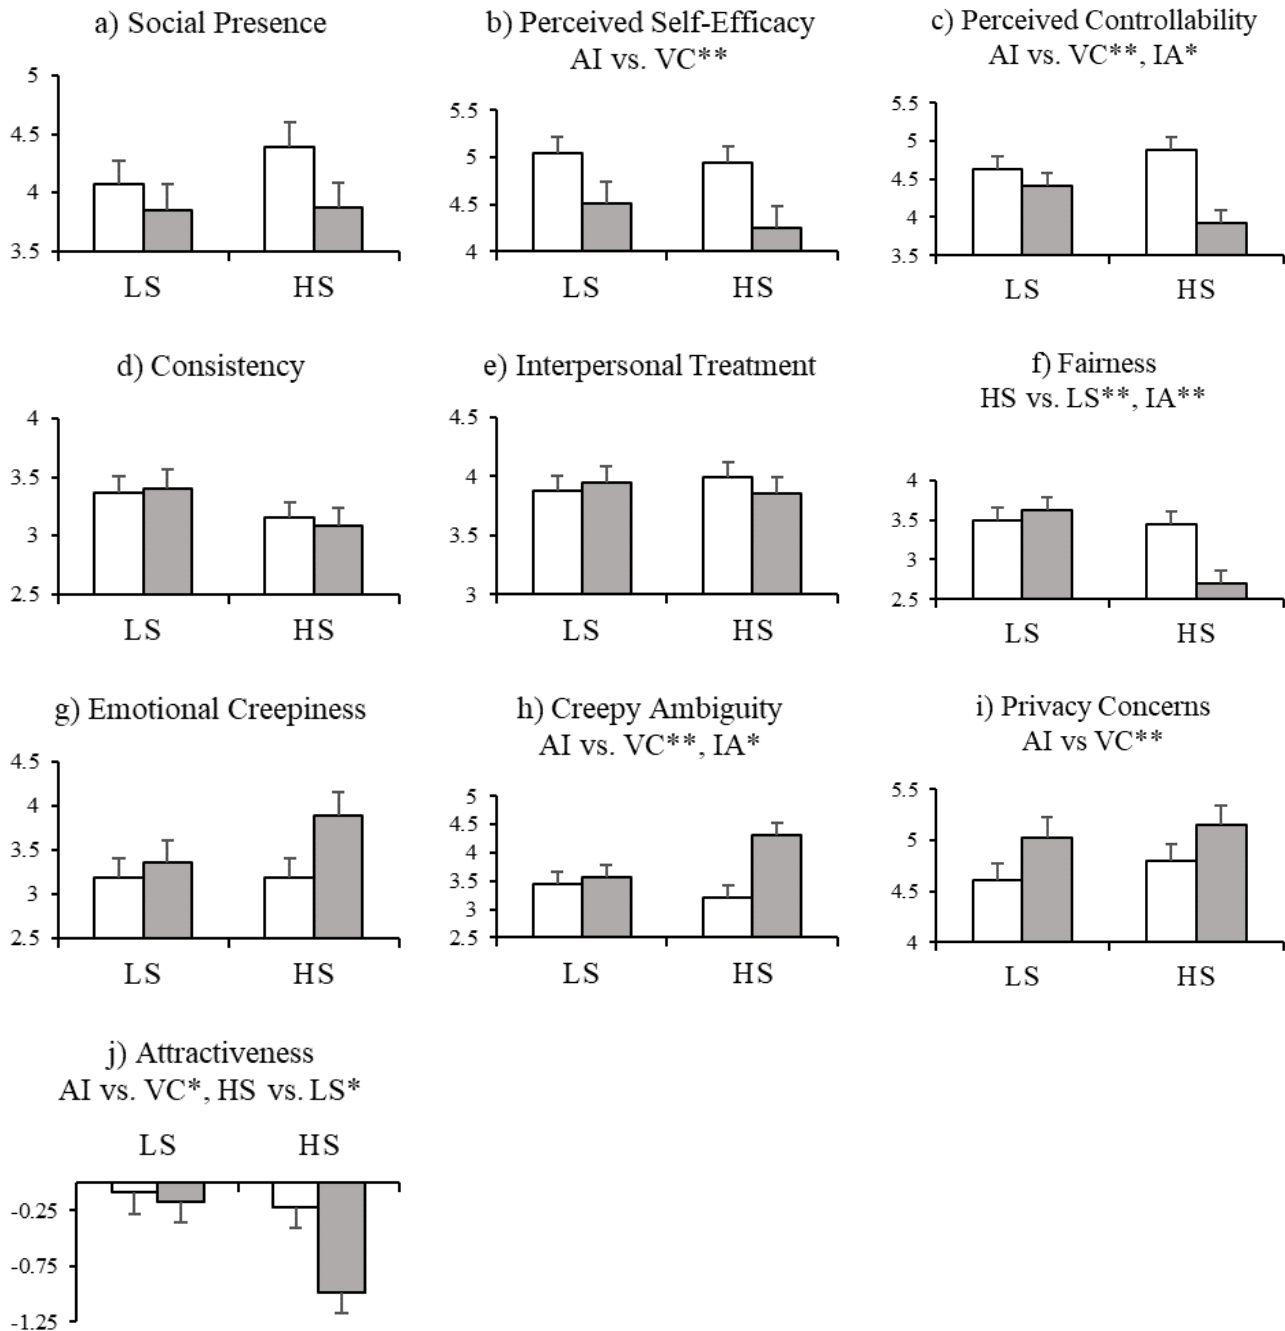 a) Social Presence
5
4.5
4
3.5
LS HS
b) Perceived Self-Efficacy
AI vs. VC**
5.5
5
4.5
4
LS HS
c) Perceived Controllability
AI vs. VC**, IA*
5.5
5
4.5
4
3.5
LS HS
d) Consistency
4
3.5
3
2.5
LS HS
e) Interpersonal Treatment
4.5
4
3.5
3
LS HS
f) Fairness
HS vs. LS**, IA**
4
3.5
3
2.5
LS HS
g) Emotional Creepiness
4.5
4
3.5
3
2.5
LS HS
h) Creepy Ambiguity
AI vs. VC**, IA*
5
4.5
4
3.5
3
2.5
LS HS
i) Privacy Concerns
AI vs VC**
5.5
5
4.5
4
LS HS
j) Attractiveness
AI vs. VC*, HS vs. LS*
LS HS
-0.25
-0.75
-1.25